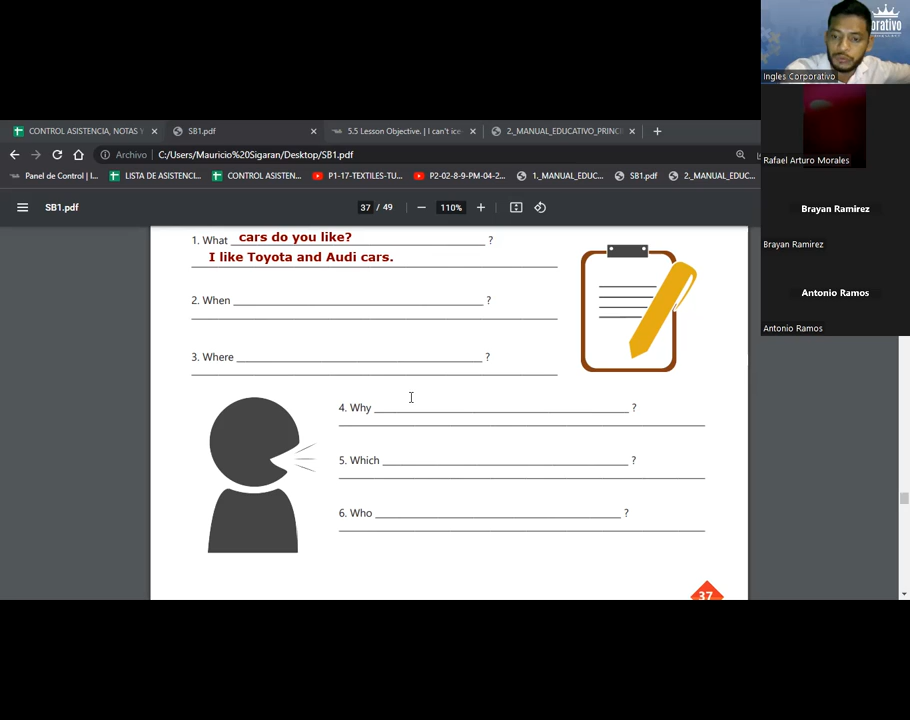 orativo
Ingles Corporativo
Rafael Arturo Morales
Brayan Ramirez
Brayan Ramirez
Antonio Ramos
Antonio Ramos
CONTROL ASISTENCIA, NOTAS Y
SB1.pdf
5.5 Lesson Objective. | I can't ice-
2._MANUAL_EDUCATIVO_PRINCI
Archivo | C:/Users/Mauricio%20Sigaran/Desktop/SB1.pdf
Panel de Control | I...
LISTA DE ASISTENCI...
CONTROL ASISTEN...
P1-17-TEXTILES-TU...
P2-02-8-9-PM-04-2...
1._MANUAL_EDUC...
SB1.pdf
2._MANUAL_EDUC...
SB1.pdf
37 / 49
110%
1. What cars do you like? ?
I like Toyota and Audi cars.
2. When ?
3. Where ?
4. Why ?
5. Which ?
6. Who ?
37